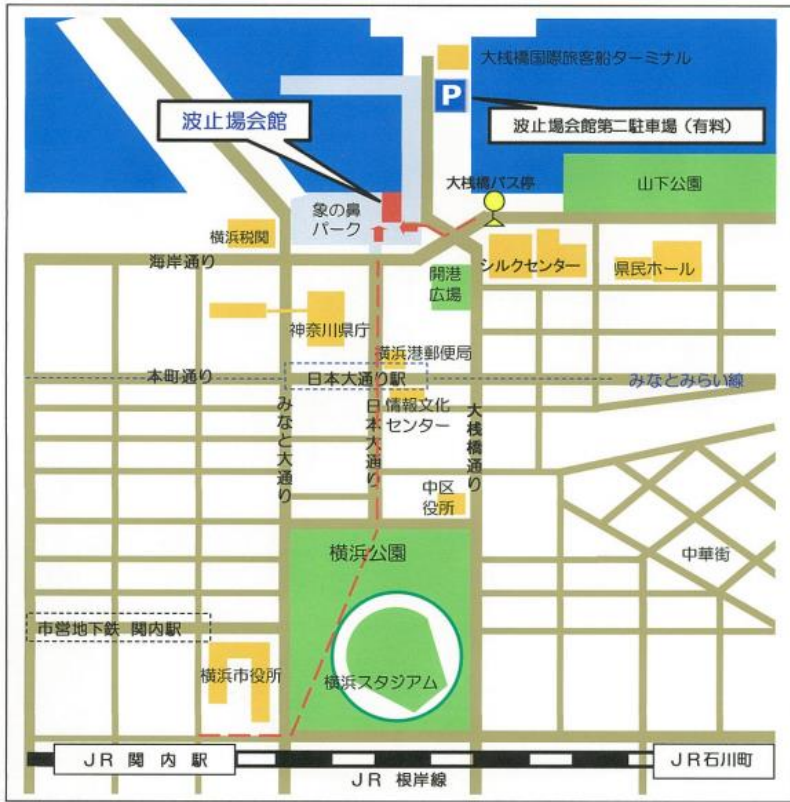 大桟橋国際旅客船ターミナル
P
波止場会館
波止場会館第二駐車場（有料）
大桟橋バス停
山下公園
象の鼻
パーク
横浜税関
海岸通り
開港
広場
シルクセンター
県民ホール
神奈川県庁
横浜港郵便局
本町通り
日本大通り駅
みなとみらい線
情報文化
センター
みなと大通り
日本大通り
大桟橋通り
中区
役所
横浜公園
中華街
市営地下鉄 関内駅
横浜市役所
横浜スタジアム
JR 関内駅
JR 根岸線
JR石川町